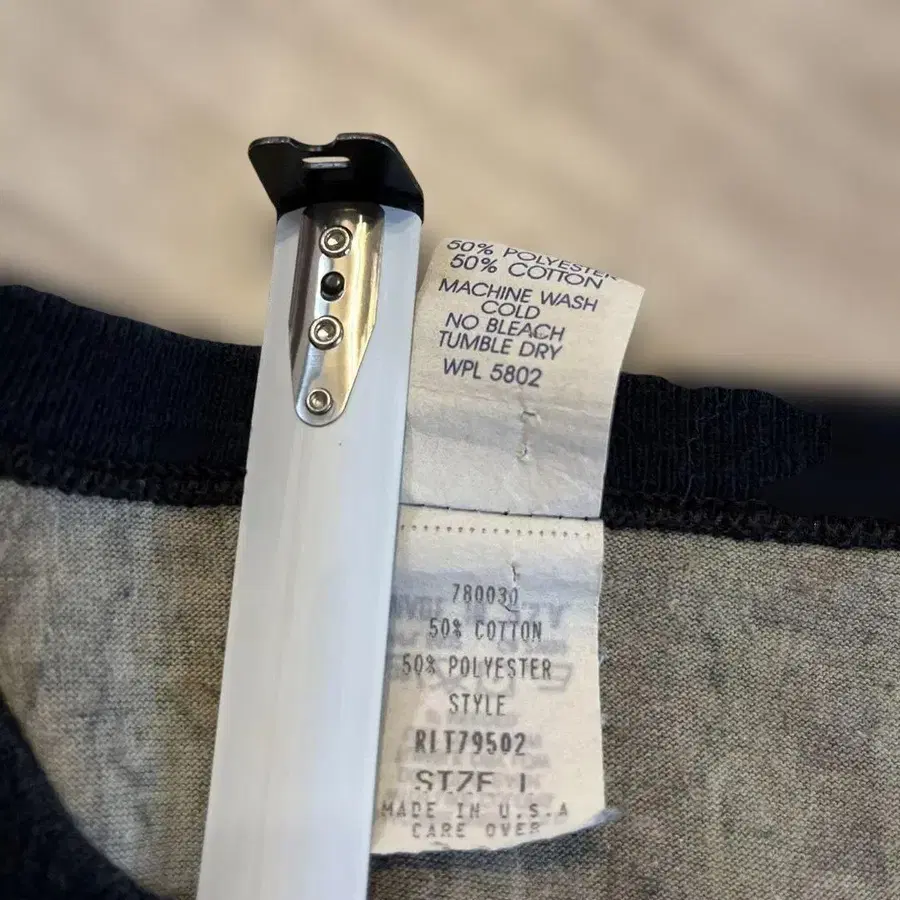 50% POLYESTER
50% COTTON
MACHINE WASH
COLD
NO BLEACH
TUMBLE DRY
WPL 5802
780030
50% COTTON
50% POLYESTER
STYLE
RIT79502
SIZE L
MADE IN U.S.A
CARE OVER